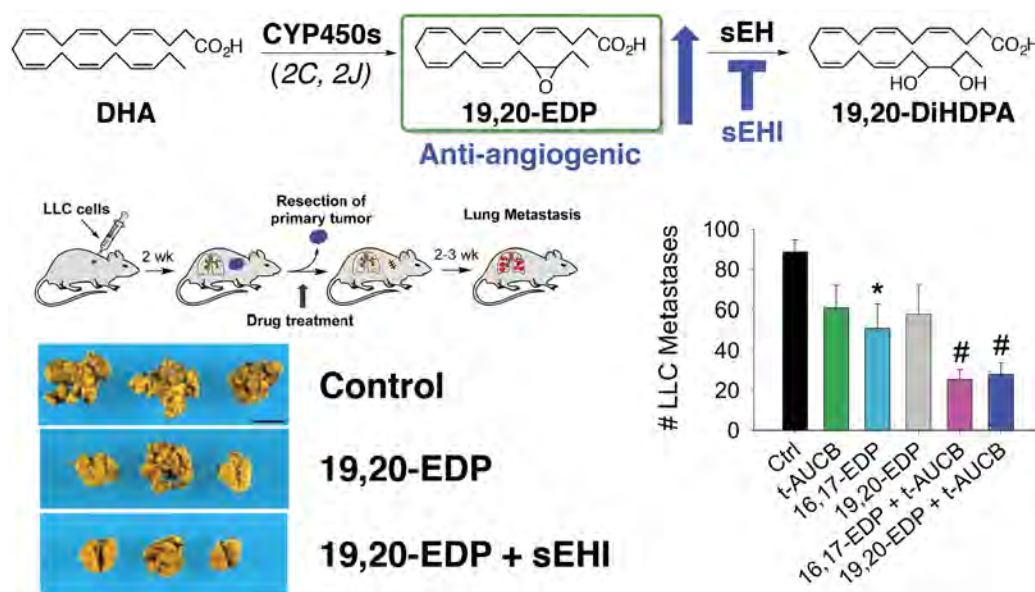 CO₂H
DHA
CYP450s
(2C, 2J)
CO₂H
O
19,20-EDP
Anti-angiogenic
sEH
sEHI
CO₂H
HO
OH
19,20-DiHDPA
LLC cells
2 wk
Resection of
primary tumor
Drug treatment
2-3 wk
Lung Metastasis
Control
19,20-EDP
19,20-EDP + sEHI
# LLC Metastases
100
80
60
40
20
0
*
#
#
Ctrl
t-AUCB
16,17-EDP
19,20-EDP
16,17-EDP + t-AUCB
19,20-EDP + t-AUCB